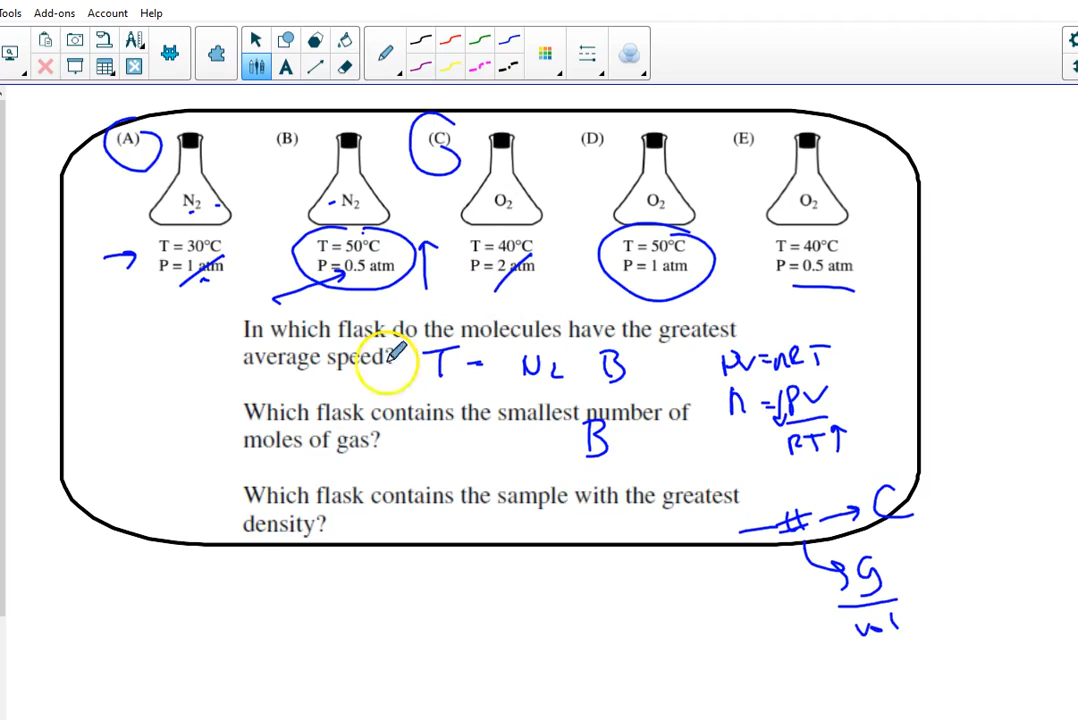 Tools Add-ons Account Help
(A) (B) (C) (D) (E)
N₂ N₂ O₂ O₂ O₂
T = 30°C T = 50°C T = 40°C T = 50°C T = 40°C
P = 1 atm P = 0.5 atm P = 2 atm P = 1 atm P = 0.5 atm
In which flask do the molecules have the greatest
average speed? T - N₂ B
PV=nRT
Which flask contains the smallest number of
moles of gas? B
n = PV
RT
Which flask contains the sample with the greatest
density? # C
g
vol